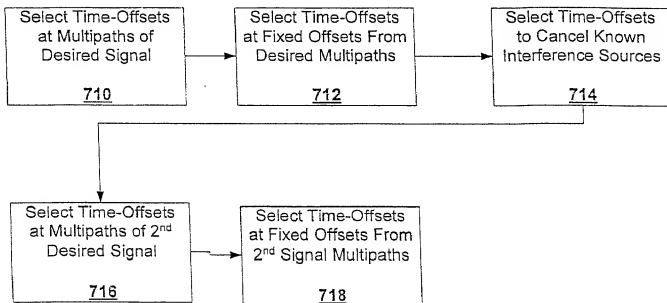 Select Time-Offsets
at Multipaths of
Desired Signal
710
Select Time-Offsets
at Fixed Offsets From
Desired Multipaths
712
Select Time-Offsets
to Cancel Known
Interference Sources
714
Select Time-Offsets
at Multipaths of 2nd
Desired Signal
716
Select Time-Offsets
at Fixed Offsets From
2nd Signal Multipaths
718